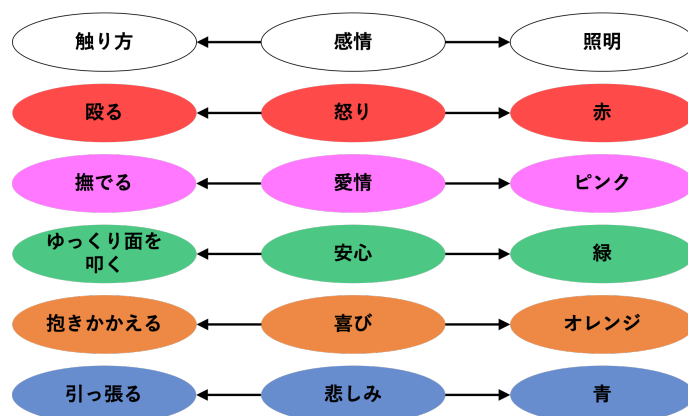 触り方
感情
照明
殴る
怒り
赤
撫でる
愛情
ピンク
ゆっくり面を
叩く
安心
緑
抱きかかえる
喜び
オレンジ
引っ張る
悲しみ
青